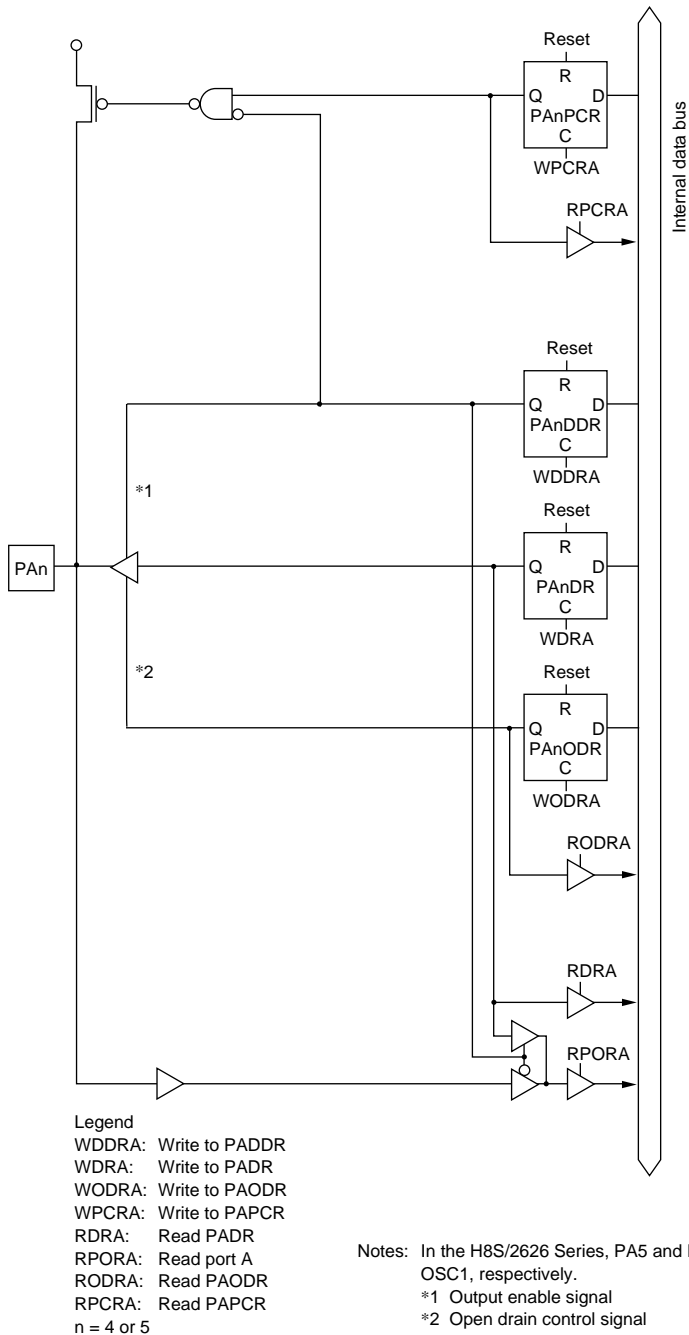 Reset
R
Q D
PAnPCR
C
WPCRA
Internal data bus
RPCRA
Reset
R
Q D
PAnDDR
C
WDDRA
*1
Reset
R
PAn
Q D
PAnDR
C
WDRA
*2
Reset
R
Q D
PAnODR
C
WODRA
RODRA
RDRA
RPORA
Legend
WDDRA: Write to PADDR
WDRA: Write to PADR
WODRA: Write to PAODR
WPCRA: Write to PAPCR
RDRA: Read PADR
RPORA: Read port A
RODRA: Read PAODR
RPCRA: Read PAPCR
n = 4 or 5
Notes: In the H8S/2626 Series, PA5 and
OSC1, respectively.
*1 Output enable signal
*2 Open drain control signal